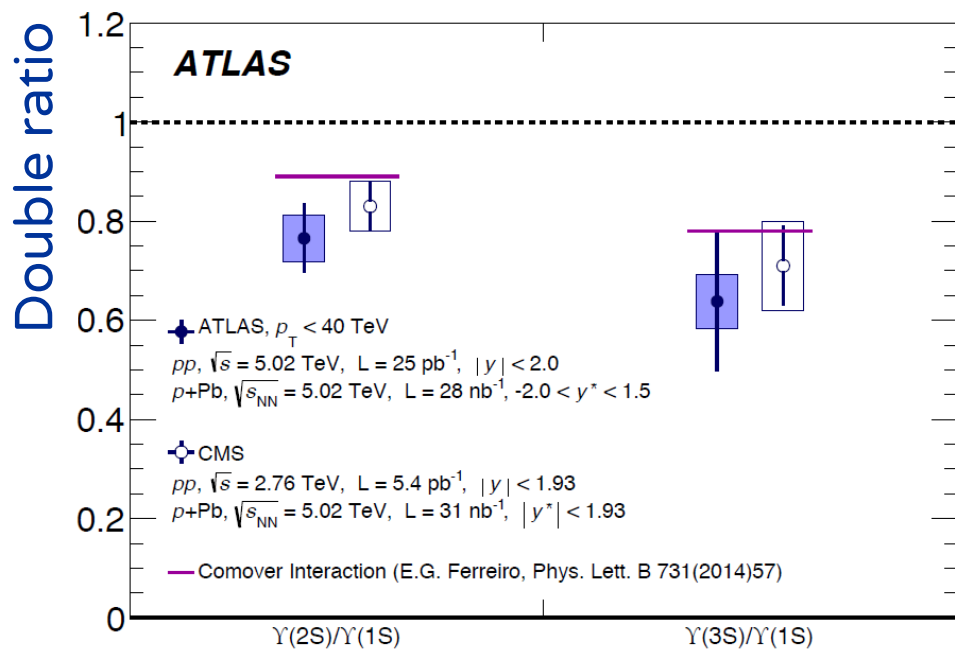 Double ratio
1.2
1
0.8
0.6
0.4
0.2
0
ATLAS
ATLAS, p_T < 40 TeV
pp, √s = 5.02 TeV, L = 25 pb⁻¹, |y| < 2.0
p+Pb, √s_NN = 5.02 TeV, L = 28 nb⁻¹, -2.0 < y* < 1.5
CMS
pp, √s = 2.76 TeV, L = 5.4 pb⁻¹, |y| < 1.93
p+Pb, √s_NN = 5.02 TeV, L = 31 nb⁻¹, |y*| < 1.93
Comover Interaction (E.G. Ferreiro, Phys. Lett. B 731(2014)57)
ϒ(2S)/ϒ(1S) ϒ(3S)/ϒ(1S)